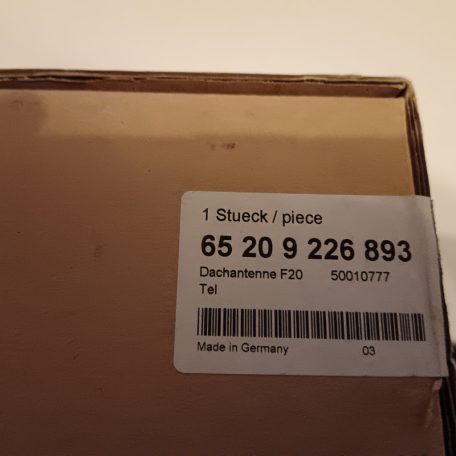 1 Stueck / piece
65 20 9 226 893
Dachantenne F20 50010777
Tel
Made in Germany 03